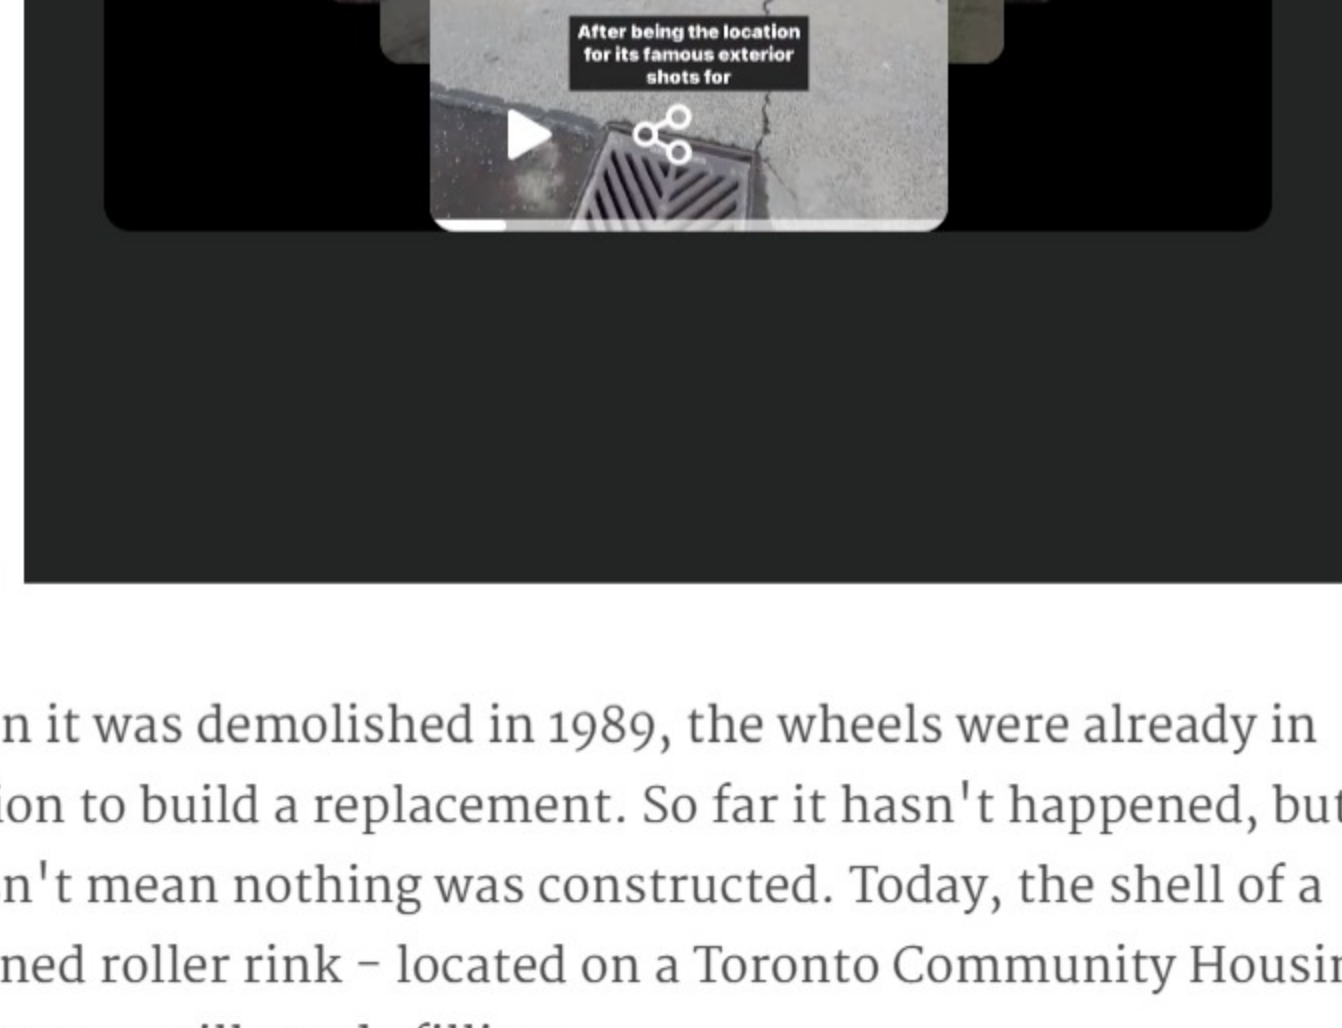 After being the location
for its famous exterior
shots for
n it was demolished in 1989, the wheels were already in
ion to build a replacement. So far it hasn't happened, but
n't mean nothing was constructed. Today, the shell of a
ned roller rink - located on a Toronto Community Housin